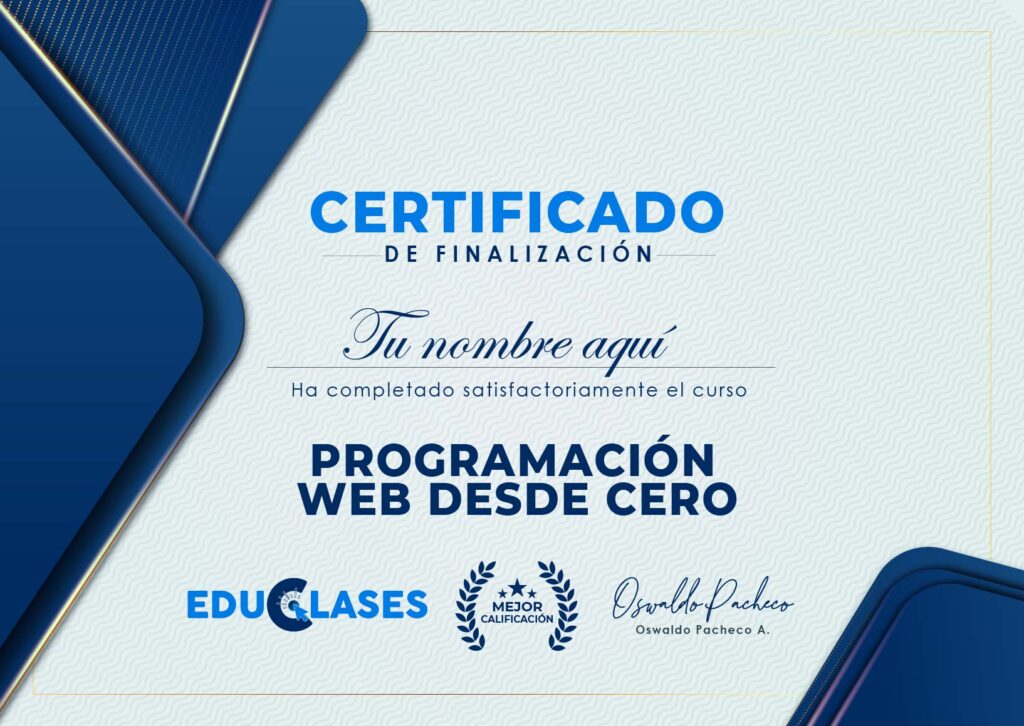 CERTIFICADO
DE FINALIZACIÓN
Tu nombre aquí
Ha completado satisfactoriamente el curso
PROGRAMACIÓN
WEB DESDE CERO
EDUCLASES
MEJOR
CALIFICACIÓN
Oswaldo Pacheco
Oswaldo Pacheco A.